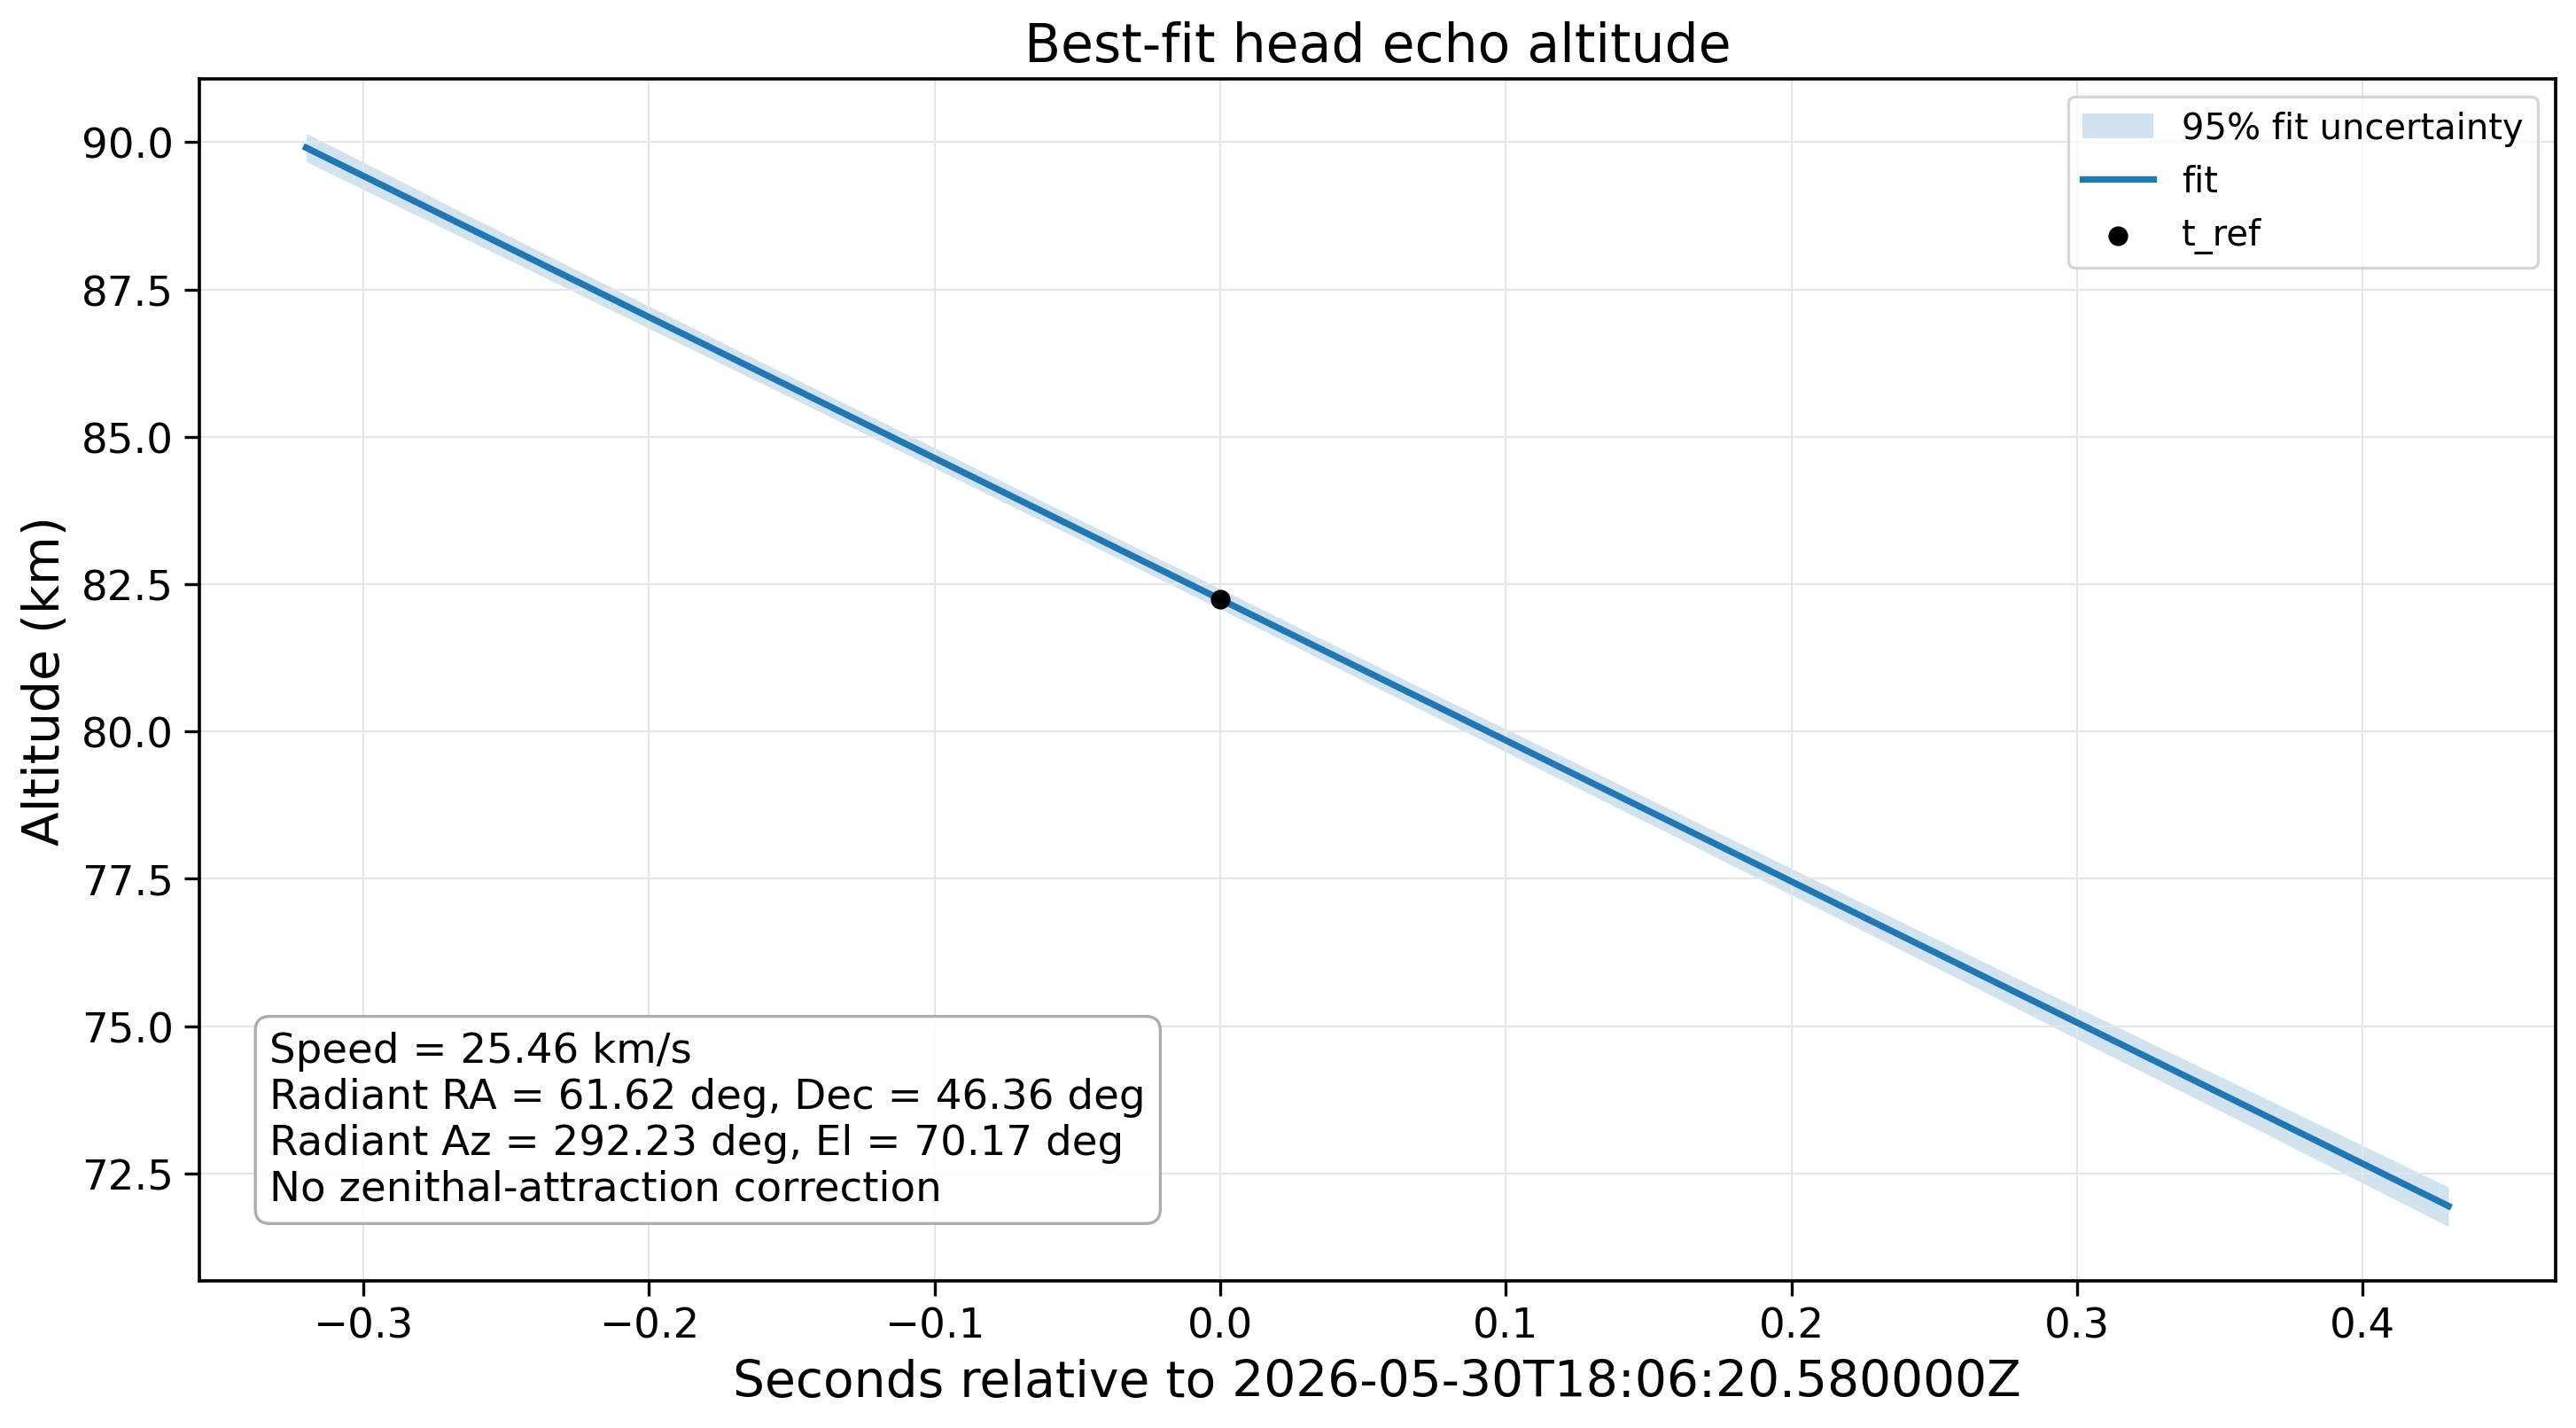 Best-fit head echo altitude
90.0
87.5
85.0
82.5
80.0
77.5
75.0
72.5
Altitude (km)
95% fit uncertainty
fit
t_ref
Speed = 25.46 km/s
Radiant RA = 61.62 deg, Dec = 46.36 deg
Radiant Az = 292.23 deg, El = 70.17 deg
No zenithal-attraction correction
−0.3 −0.2 −0.1 0.0 0.1 0.2 0.3 0.4
Seconds relative to 2026-05-30T18:06:20.580000Z